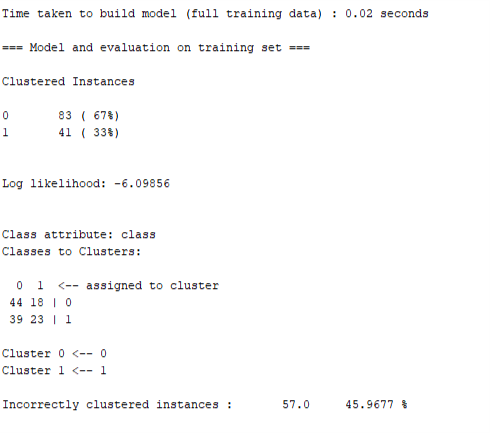 Time taken to build model (full training data) : 0.02 seconds
=== Model and evaluation on training set ===
Clustered Instances
0       83 ( 67%)
1       41 ( 33%)
Log likelihood: -6.09856
Class attribute: class
Classes to Clusters:
  0  1  <-- assigned to cluster
 44 18 | 0
 39 23 | 1
Cluster 0 <-- 0
Cluster 1 <-- 1
Incorrectly clustered instances :       57.0     45.9677 %